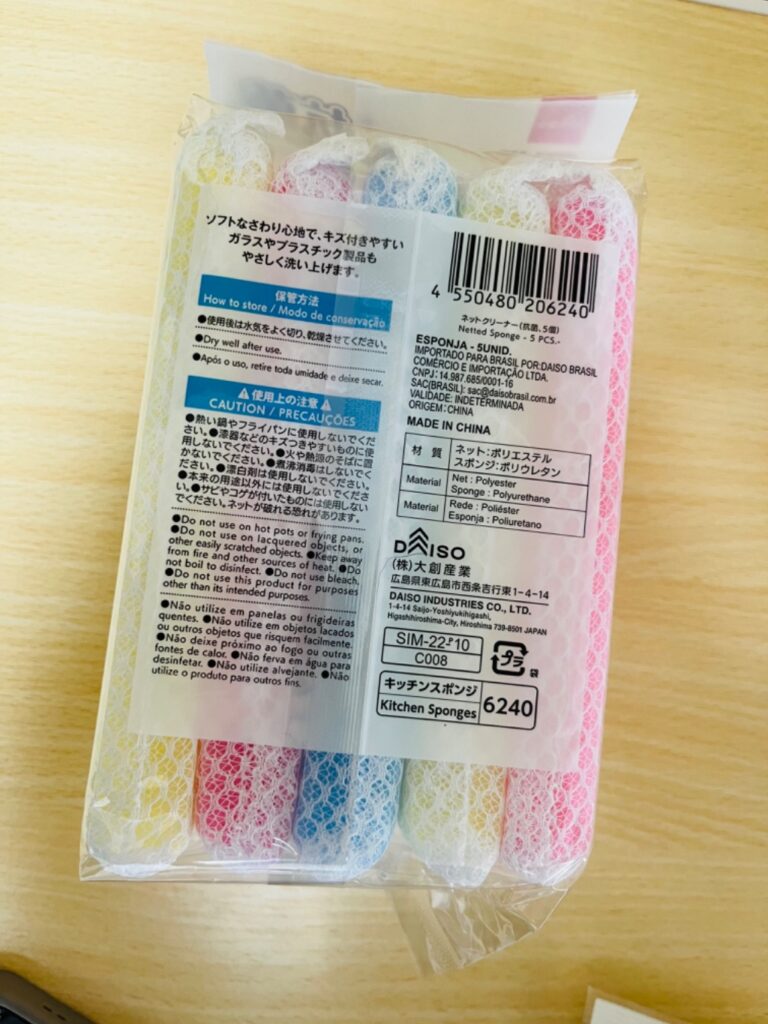 ソフトなさわり心地で、キズ付きやすい
ガラスやプラスチック製品も
やさしく洗い上げます。
保管方法
How to store / Modo de conservação
●使用後は水気をよく切り、乾燥させてください。
●Dry well after use.
●Após o uso, retire toda umidade e deixe secar.
使用上の注意
CAUTION / PRECAUÇÕES
●熱い鍋やフライパンに使用しないでくだ
さい。●漆器などのキズつきやすいものに使
用しないでください。●火や熱源のそばに置
かないでください。●煮沸消毒はしないでくだ
さい。●漂白剤は使用しないでください。
●本来の用途以外には使用しないでくださ
い。●サビやコゲが付いたものには使用しない
でください。ネットが破れる恐れがあります。
●Do not use on hot pots or frying pans.
●Do not use on lacquered objects, or
other easily scratched objects. ●Keep away
from fire and other sources of heat. ●Do
not boil to disinfect. ●Do not use bleach.
●Do not use this product for purposes
other than its intended purposes.
●Não utilize em panelas ou frigideiras
quentes. ●Não utilize em objetos lacados
ou outros objetos que risquem facilmente.
●Não deixe próximo ao fogo ou outras
fontes de calor. ●Não ferva em água para
desinfetar. ●Não utilize alvejante. ●Não
utilize o produto para outros fins.
4 550480 206240
ネットクリーナー(抗菌、5個)
Netted Sponge - 5 PCS.-
ESPONJA - 5UNID.
IMPORTADO PARA BRASIL POR:DAISO BRASIL
COMÉRCIO E IMPORTAÇÃO LTDA.
CNPJ: 14.987.685/0001-16
SAC(BRASIL): sac@daisobrasil.com.br
VALIDADE: INDETERMINADA
ORIGEM: CHINA
MADE IN CHINA
材質 ネット:ポリエステル
スポンジ:ポリウレタン
Material Net : Polyester
Sponge : Polyurethane
Material Rede : Poliéster
Esponja : Poliuretano
DAISO
(株)大創産業
広島県東広島市西条吉行東1-4-14
DAISO INDUSTRIES CO., LTD.
1-4-14 Saijo-Yoshiyukihigashi,
Higashihiroshima-City, Hiroshima 739-8501 JAPAN
SIM-22-P10
C008
プラ
袋
キッチンスポンジ
Kitchen Sponges
6240